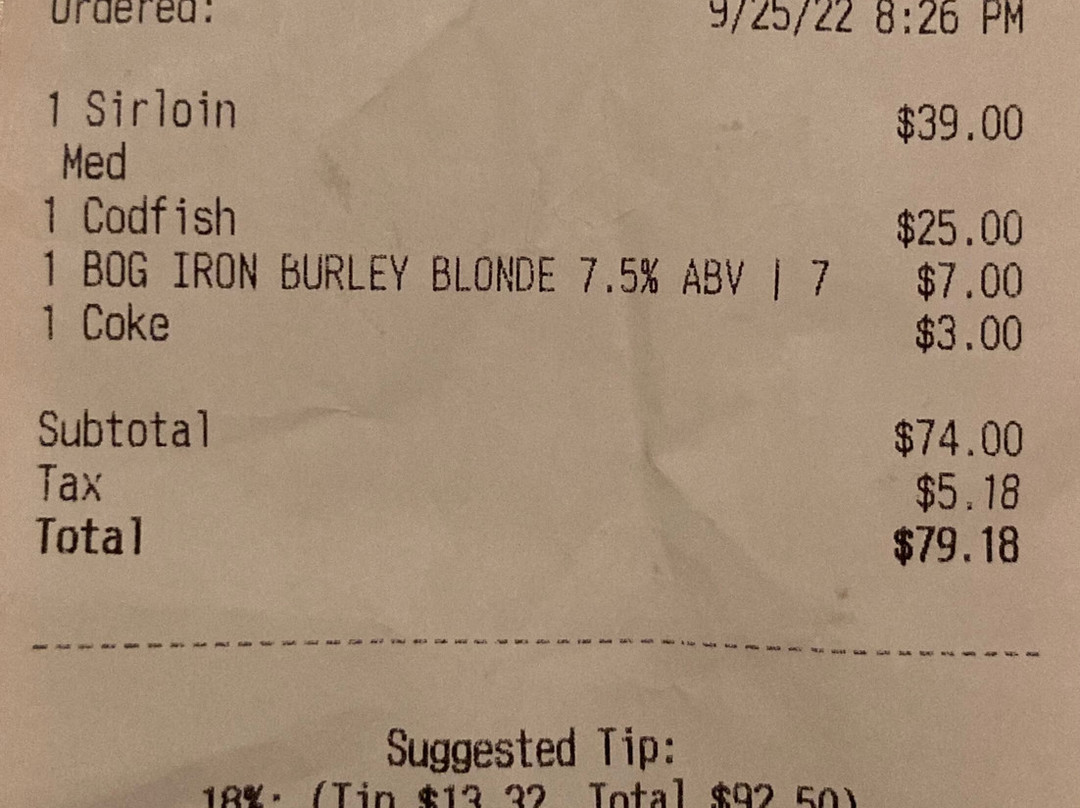 Ordered: 9/25/22 8:26 PM
1 Sirloin $39.00
Med
1 Codfish $25.00
1 BOG IRON BURLEY BLONDE 7.5% ABV | 7 $7.00
1 Coke $3.00
Subtotal $74.00
Tax $5.18
Total $79.18
Suggested Tip:
18%: (Tip $13.32 Total $92.50)